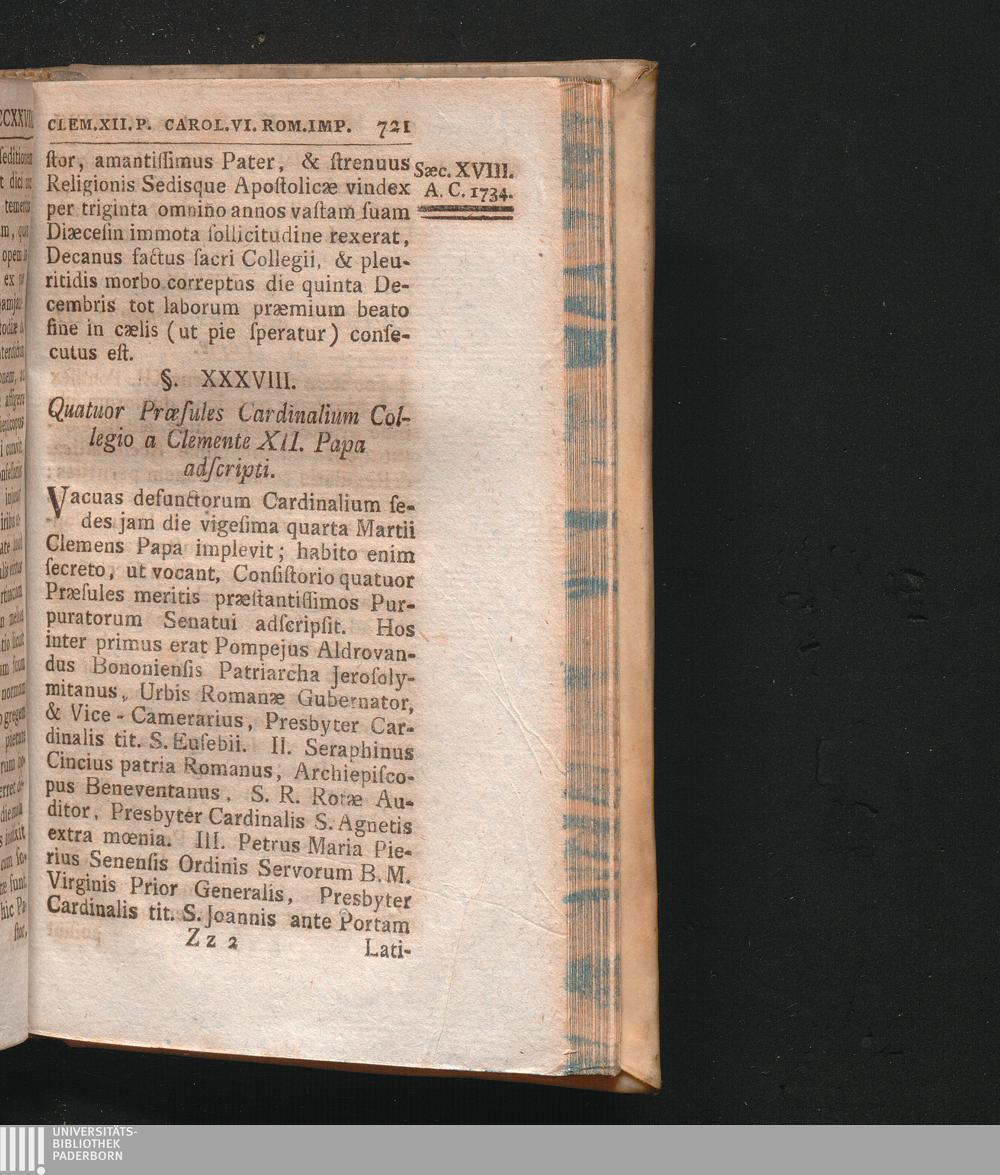 CLEM.XII.P. CAROL.VI. ROM.IMP. 721
ſtor, amantiſſimus Pater, & ſtrenuus
Religionis Sedisque Apoſtolicæ vindex
per triginta omnino annos vaſtam ſuam
Diæceſin immota ſollicitudine rexerat,
Decanus factus ſacri Collegii, & pleu-
ritidis morbo correptus die quinta De-
cembris tot laborum præmium beato
fine in cælis (ut pie ſperatur) conſe-
cutus eſt.
Sæc. XVIII.
A. C. 1734.
§. XXXVIII.
Quatuor Præſules Cardinalium Col-
legio a Clemente XII. Papa
adſcripti.
Vacuas defunctorum Cardinalium ſe-
des jam die vigeſima quarta Martii
Clemens Papa implevit; habito enim
ſecreto, ut vocant, Conſiſtorio quatuor
Præſules meritis præſtantiſſimos Pur-
puratorum Senatui adſcripſit. Hos
inter primus erat Pompejus Aldrovan-
dus Bononienſis Patriarcha Jeroſoly-
mitanus, Urbis Romanæ Gubernator,
& Vice-Camerarius, Presbyter Car-
dinalis tit. S. Euſebii. II. Seraphinus
Cincius patria Romanus, Archiepiſco-
pus Beneventanus, S. R. Rotæ Au-
ditor, Presbyter Cardinalis S. Agnetis
extra mœnia. III. Petrus Maria Pie-
rius Senenſis Ordinis Servorum B. M.
Virginis Prior Generalis, Presbyter
Cardinalis tit. S. Joannis ante Portam
Zz 2
Lati-
UNIVERSITÄTS-
BIBLIOTHEK
PADERBORN